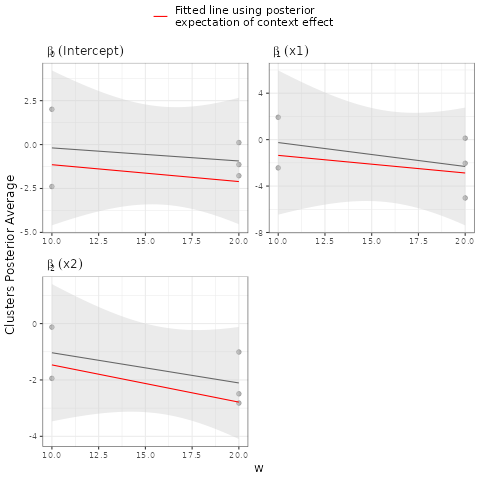 Fitted line using posterior
expectation of context effect
β0 (Intercept)
β1 (x1)
2.5
0.0
-2.5
-5.0
10.0 12.5 15.0 17.5 20.0
4
0
-4
-8
10.0 12.5 15.0 17.5 20.0
β2 (x2)
0
-2
-4
10.0 12.5 15.0 17.5 20.0
Clusters Posterior Average
w